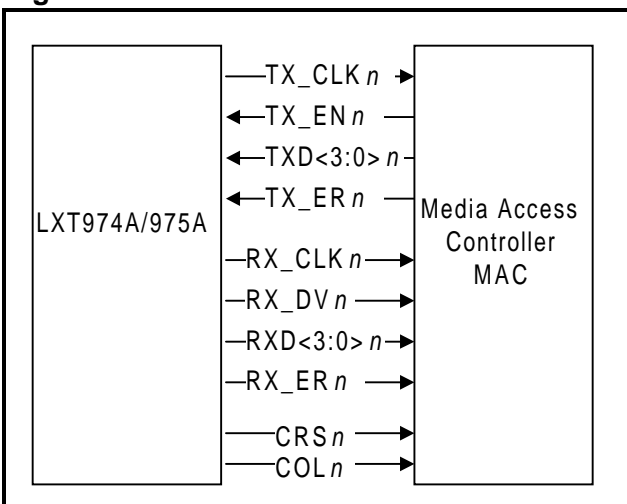 TX_CLK n
TX_EN n
TXD<3:0> n
TX_ER n
LXT974A/975A
Media Access
Controller
MAC
RX_CLK n
RX_DV n
RXD<3:0> n
RX_ER n
CRS n
COL n